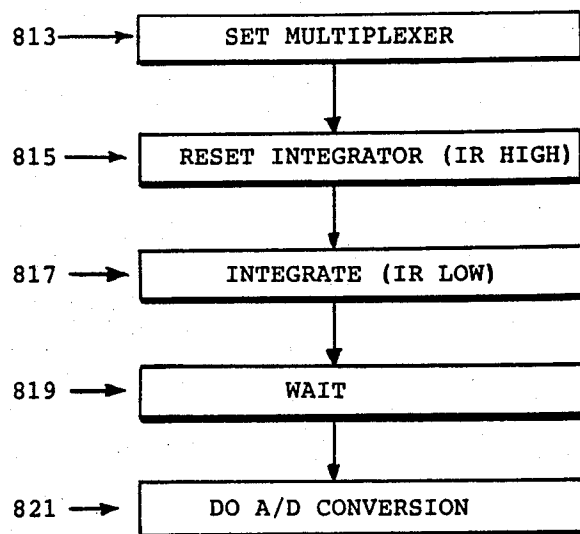 813 SET MULTIPLEXER
815 RESET INTEGRATOR (IR HIGH)
817 INTEGRATE (IR LOW)
819 WAIT
821 DO A/D CONVERSION